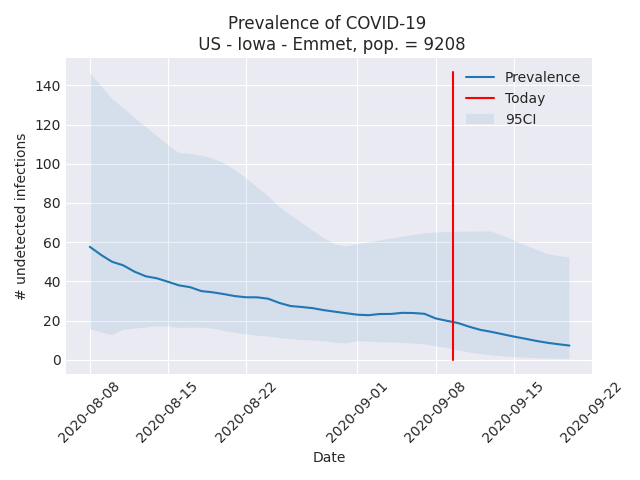 Prevalence of COVID-19
US - Iowa - Emmet, pop. = 9208
Prevalence
Today
95CI
# undetected infections
140
120
100
80
60
40
20
0
2020-08-08
2020-08-15
2020-08-22
2020-09-01
2020-09-08
2020-09-15
2020-09-22
Date